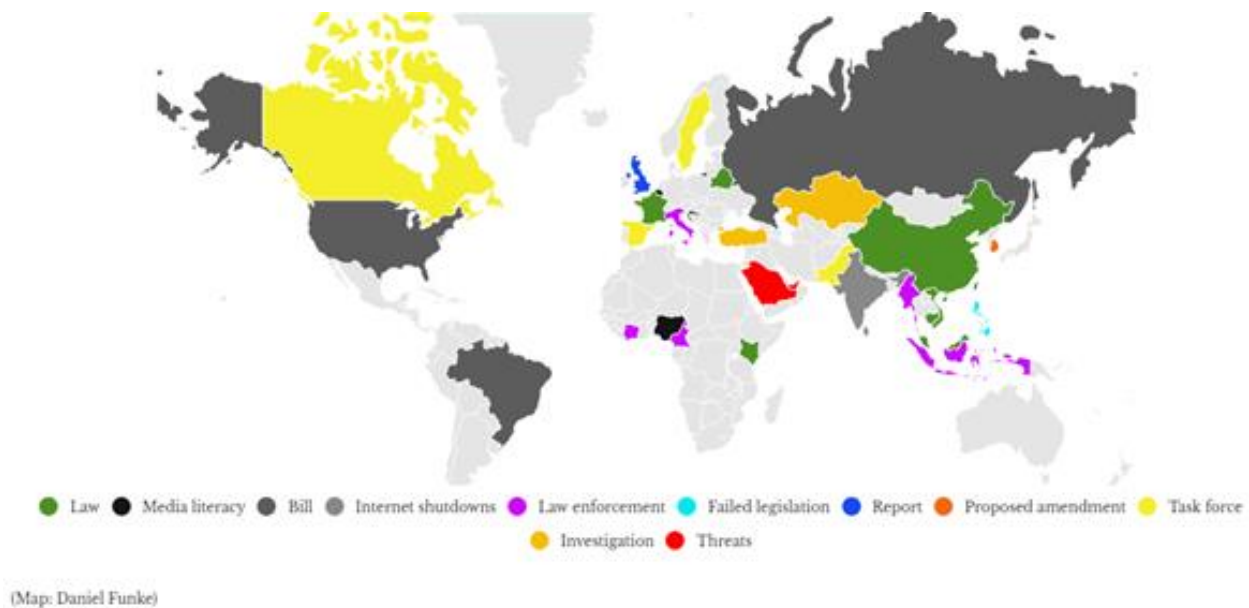 Law Media literacy Bill Internet shutdowns Law enforcement Failed legislation Report Proposed amendment Task force
Investigation Threats
(Map: Daniel Funke)